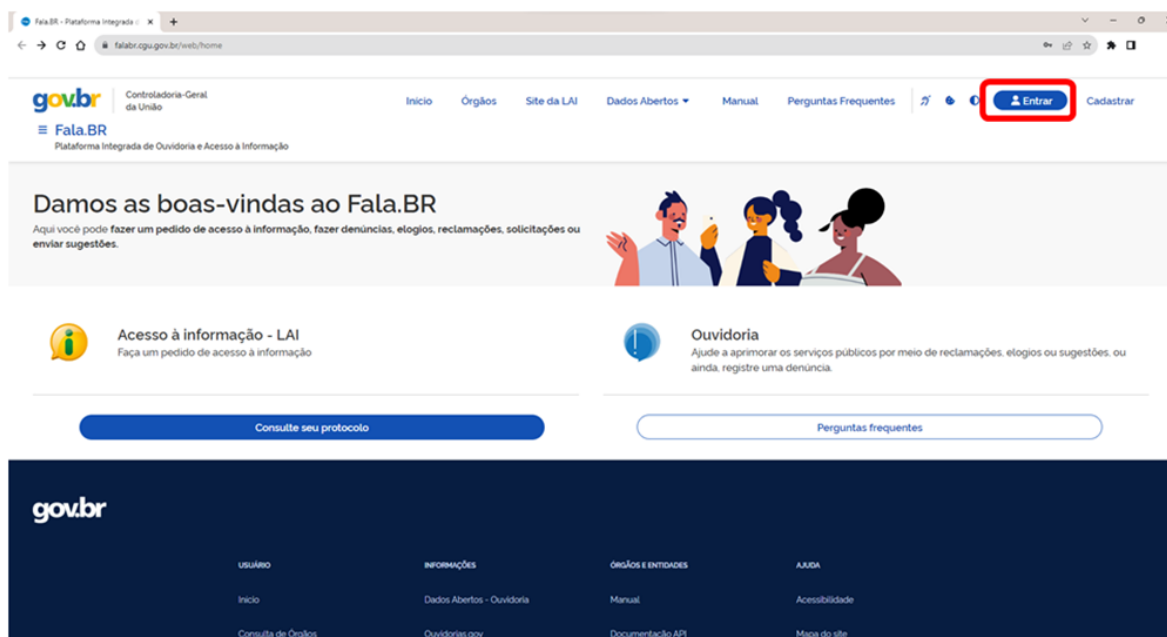 Fala.BR - Plataforma Integrada d
falabr.cgu.gov.br/web/home
gov.br
Controladoria-Geral
da União
Início Órgãos Site da LAI Dados Abertos Manual Perguntas Frequentes Entrar Cadastrar
Fala.BR
Plataforma Integrada de Ouvidoria e Acesso à Informação
Damos as boas-vindas ao Fala.BR
Aqui você pode fazer um pedido de acesso à informação, fazer denúncias, elogios, reclamações, solicitações ou
enviar sugestões.
Acesso à informação - LAI
Faça um pedido de acesso à informação
Ouvidoria
Ajude a aprimorar os serviços públicos por meio de reclamações, elogios ou sugestões, ou
ainda, registre uma denúncia.
Consulte seu protocolo
Perguntas frequentes
gov.br
USUÁRIO INFORMAÇÕES ÓRGÃOS E ENTIDADES AJUDA
Início Dados Abertos - Ouvidoria Manual Acessibilidade
Consulta de Órgãos Ouvidorias.gov Documentação API Mapa do site